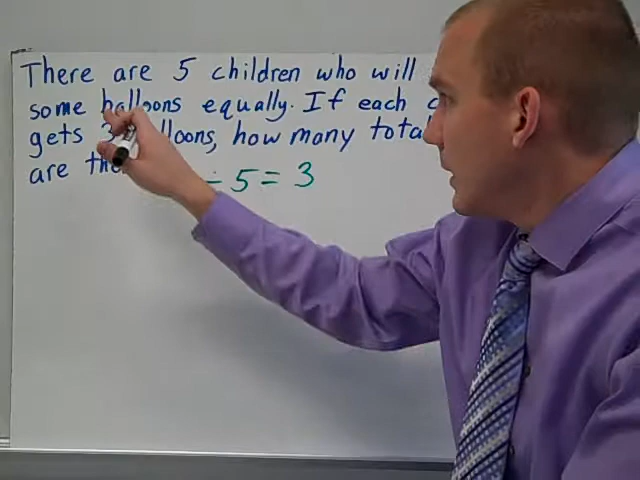 There are 5 children who will
some balloons equally. If each
gets 3 balloons, how many total
are the
÷ 5 = 3